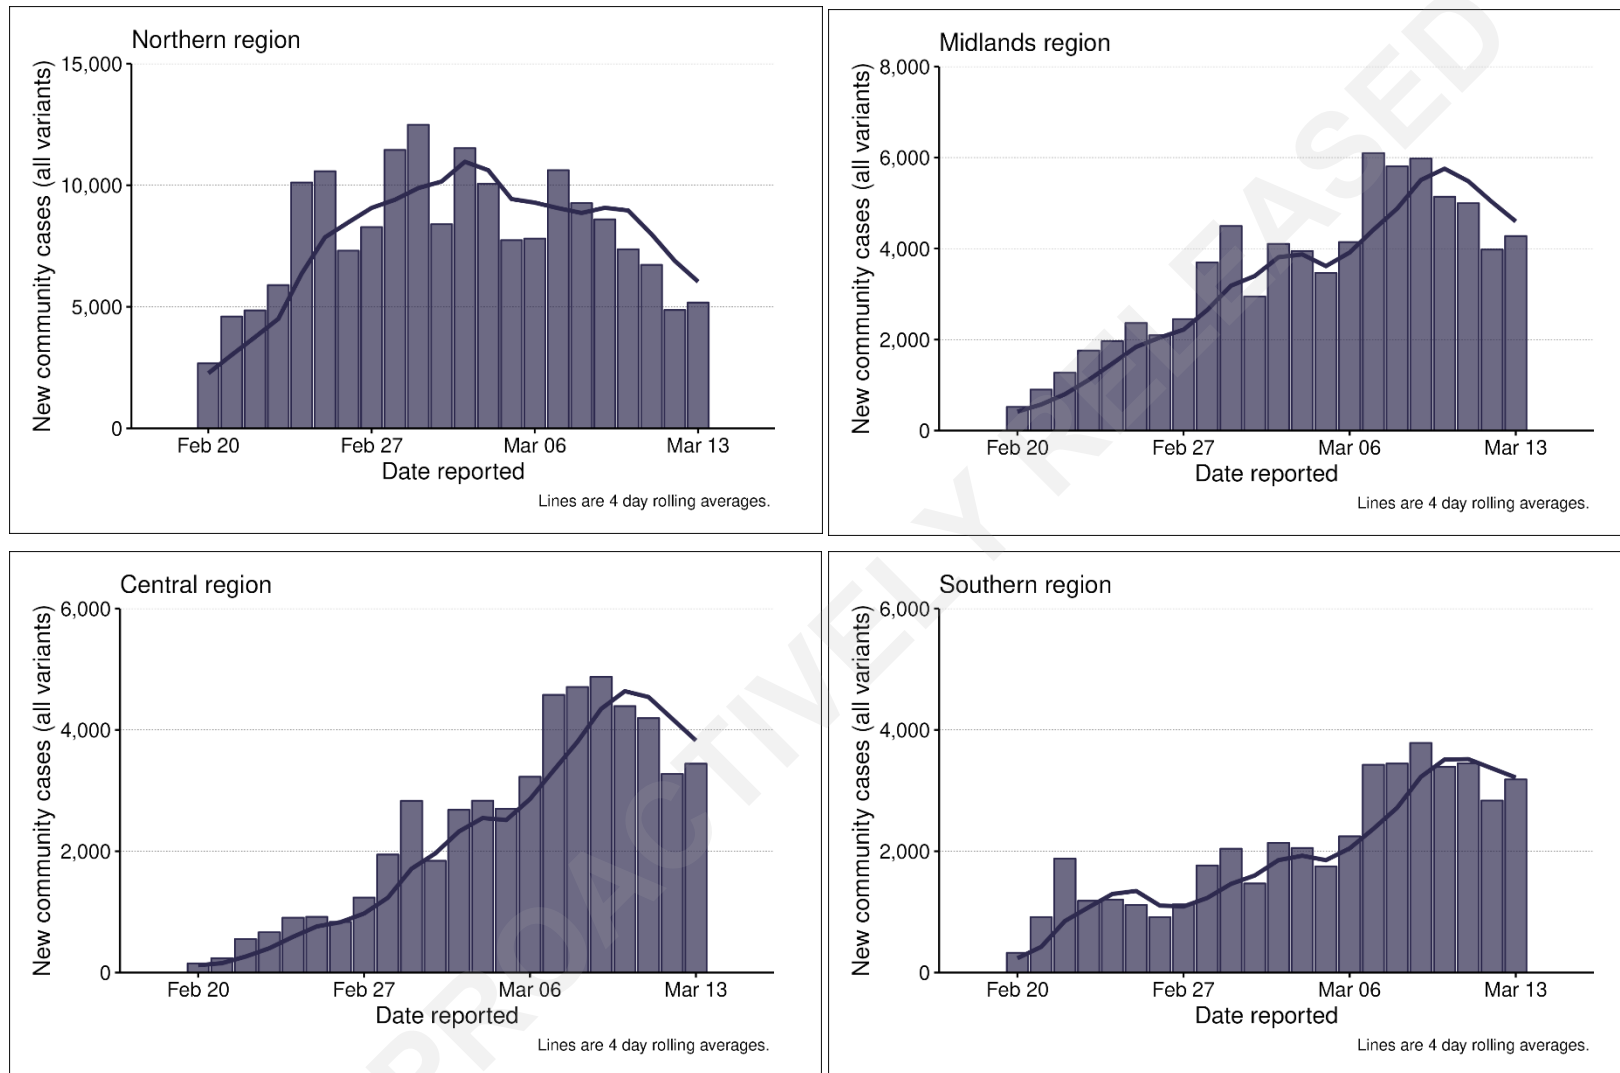 Northern region
New community cases (all variants)
15,000
10,000
5,000
0
Feb 20
Feb 27
Mar 06
Mar 13
Date reported
Lines are 4 day rolling averages.
Midlands region
New community cases (all variants)
8,000
6,000
4,000
2,000
0
Feb 20
Feb 27
Mar 06
Mar 13
Date reported
Lines are 4 day rolling averages.
Central region
New community cases (all variants)
6,000
4,000
2,000
0
Feb 20
Feb 27
Mar 06
Mar 13
Date reported
Lines are 4 day rolling averages.
Southern region
New community cases (all variants)
6,000
4,000
2,000
0
Feb 20
Feb 27
Mar 06
Mar 13
Date reported
Lines are 4 day rolling averages.
PROACTIVELY RELEASED